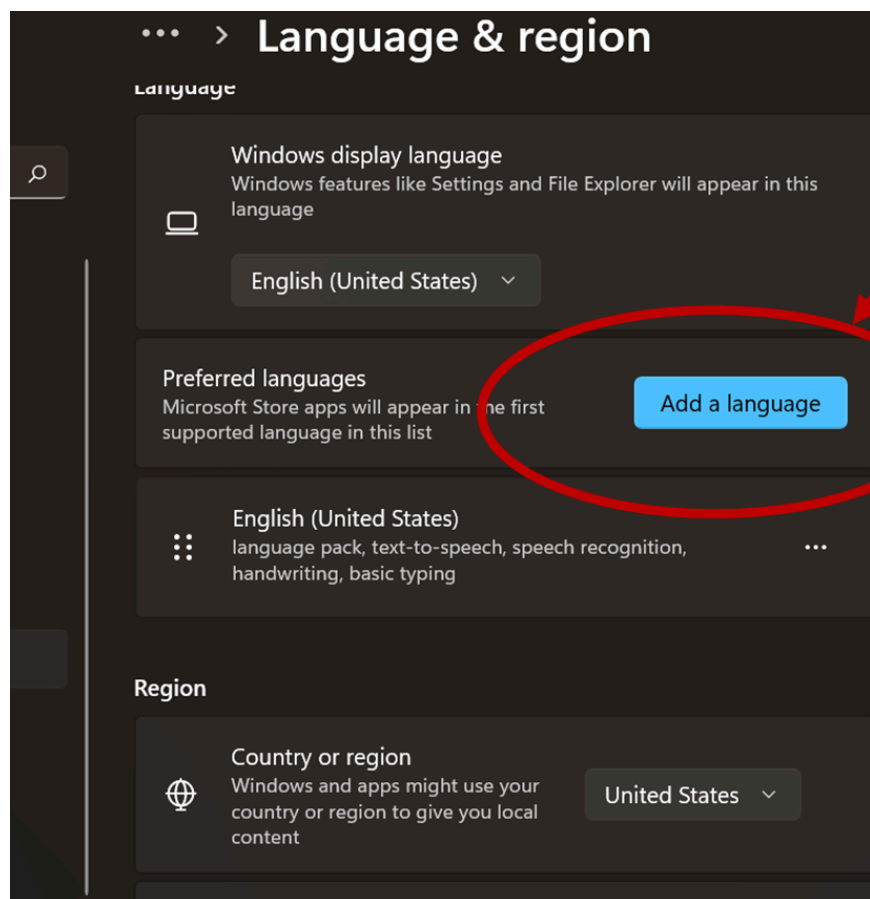 Language & region
Language
Windows display language
Windows features like Settings and File Explorer will appear in this
language
English (United States)
Preferred languages
Microsoft Store apps will appear in the first
supported language in this list
Add a language
English (United States)
language pack, text-to-speech, speech recognition,
handwriting, basic typing
Region
Country or region
Windows and apps might use your
country or region to give you local
content
United States